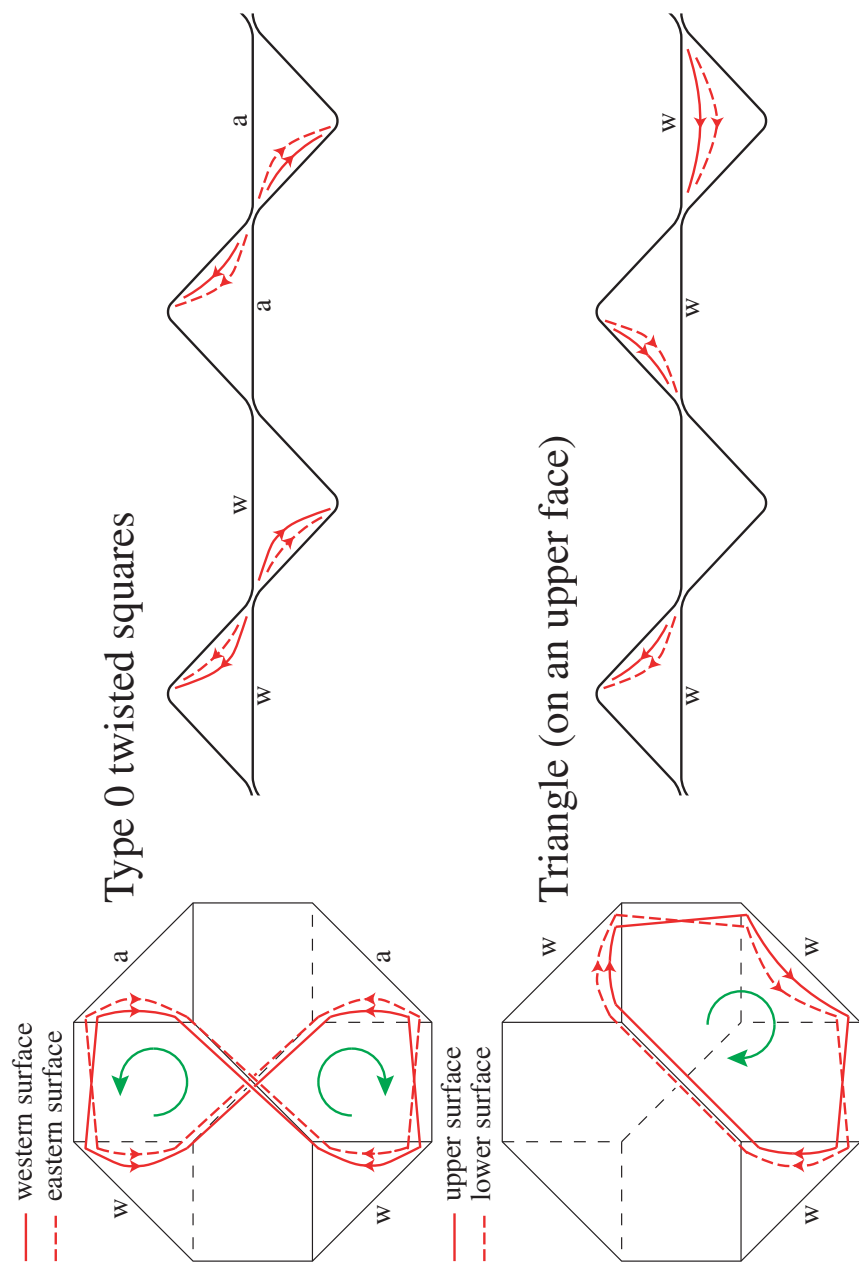 western surface
eastern surface
w
a
w
a
Type 0 twisted squares
w
w
a
a
upper surface
lower surface
w
w
w
Triangle (on an upper face)
w
w
w